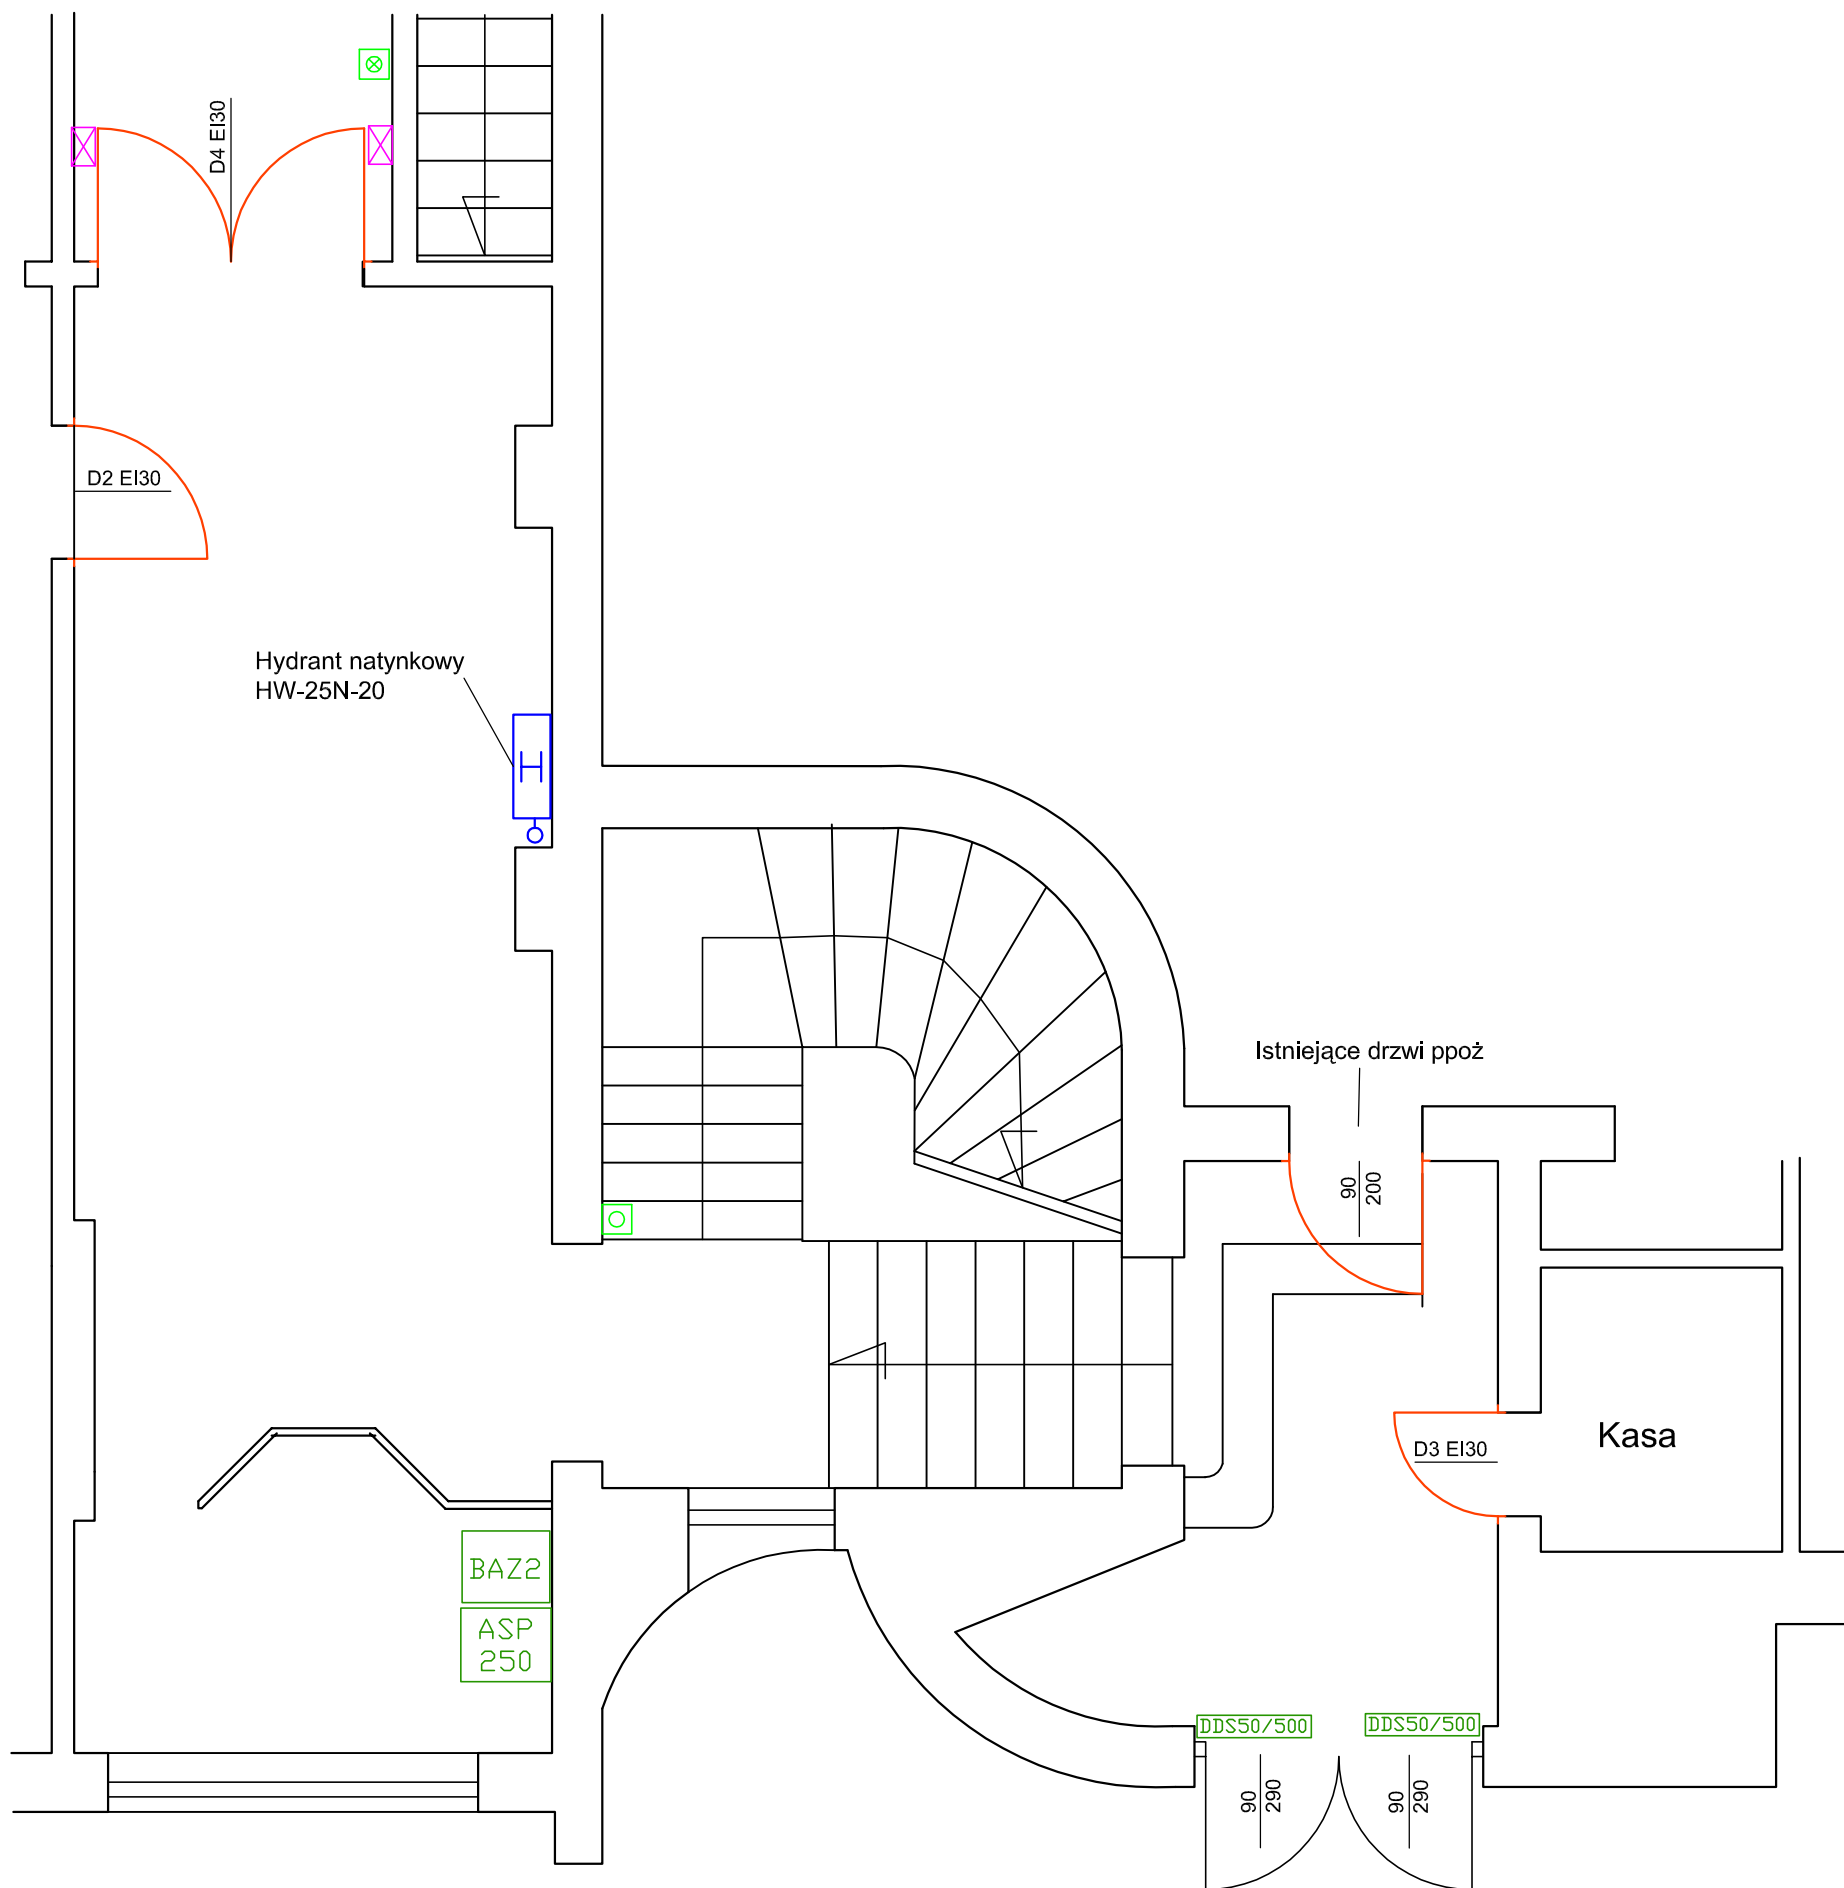 D4 EI30
D2 EI30
Hydrant natynkowy
HW-25N-20
H
Istniejące drzwi ppoż
90
200
Kasa
D3 EI30
BAZ2
ASP
250
DDS50/500
DDS50/500
90
290
90
290